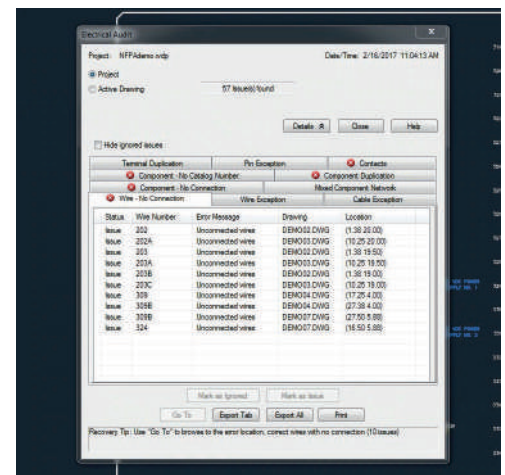 Electrical Audit
Project: NFPAdemo.wdp Date/Time: 2/16/2017 11:04:13 AM
Project
Active Drawing 57 Issue(s) found
Details Close Help
Hide ignored issues
Terminal Duplication Pin Exception Contacts
Component - No Catalog Number Component Duplication
Component - No Connection Mixed Component Network
Wire - No Connection Wire Exception Cable Exception
Status Wire Number Error Message Drawing Location
Issue 202 Unconnected wires DEMO02.DWG (1.38 20.00)
Issue 202A Unconnected wires DEMO03.DWG (10.25 20.00)
Issue 203 Unconnected wires DEMO02.DWG (1.38 19.50)
Issue 203A Unconnected wires DEMO03.DWG (10.25 19.50)
Issue 203B Unconnected wires DEMO02.DWG (1.38 19.00)
Issue 203C Unconnected wires DEMO03.DWG (10.25 19.00)
Issue 309 Unconnected wires DEMO04.DWG (17.25 4.00)
Issue 309B Unconnected wires DEMO04.DWG (27.38 4.00)
Issue 309B Unconnected wires DEMO07.DWG (27.50 5.88)
Issue 324 Unconnected wires DEMO07.DWG (16.50 5.88)
Mark as Ignored Mark as Issue
Go To Export Tab Export All Print
Recovery Tip: Use "Go To" to browse to the error location, correct wires with no connection (10 issues)